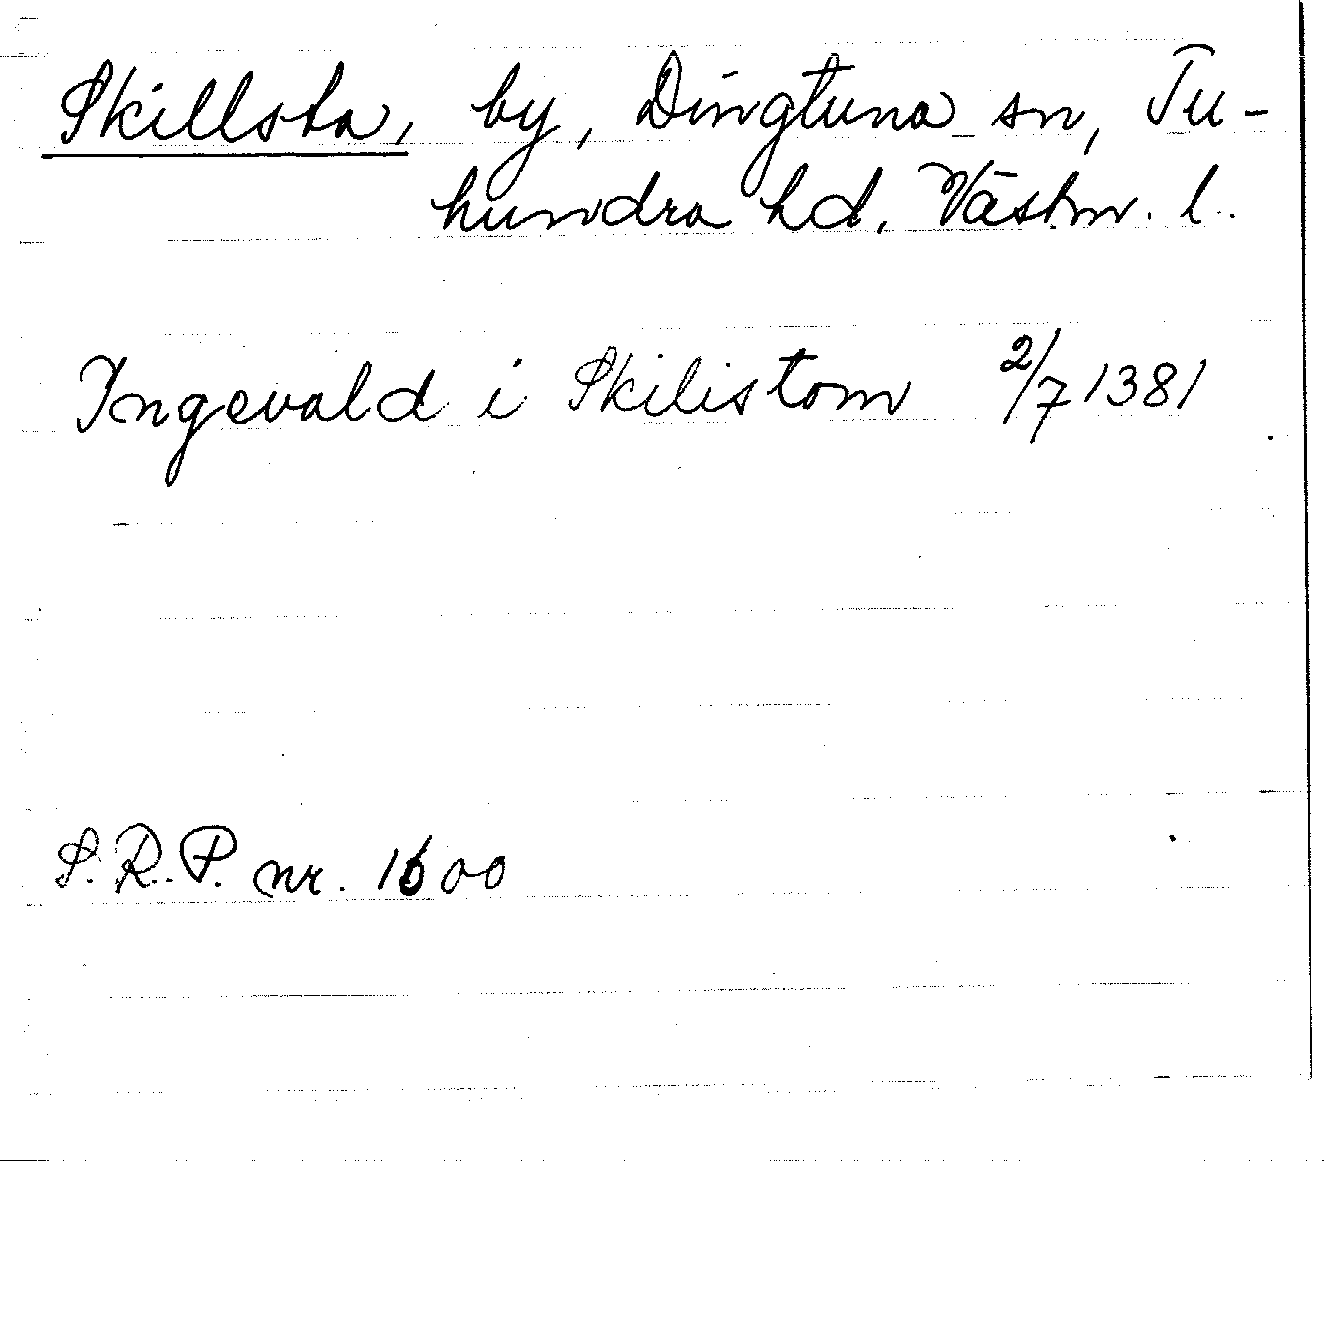 Skillsta, by, Dingtuna sn, Tu-
hundra hd, Västm. l.
Ingevald i Skilistom 2/7 1381
S.R.P. nr. 1600